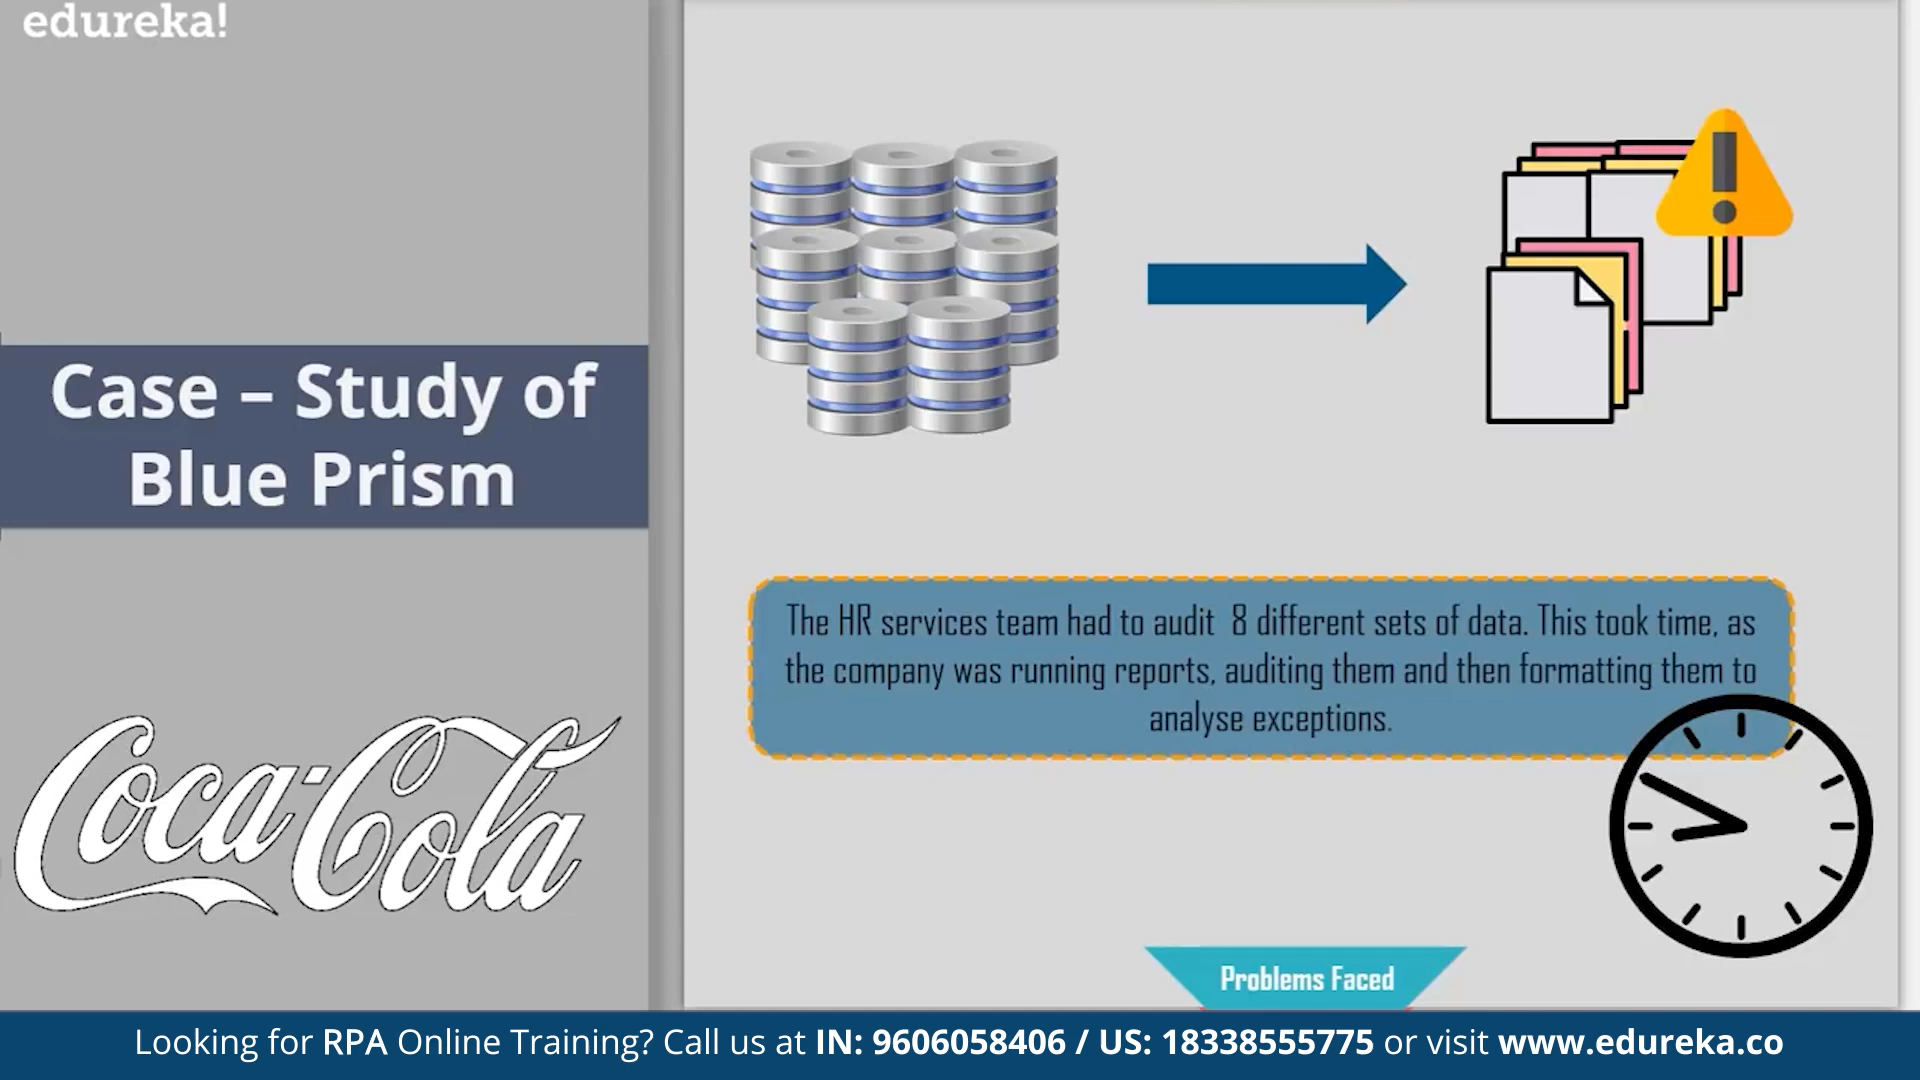 edureka!
Case – Study of
Blue Prism
Coca-Cola
The HR services team had to audit 8 different sets of data. This took time, as
the company was running reports, auditing them and then formatting them to
analyse exceptions.
Problems Faced
Looking for RPA Online Training? Call us at IN: 9606058406 / US: 18338555775 or visit www.edureka.co